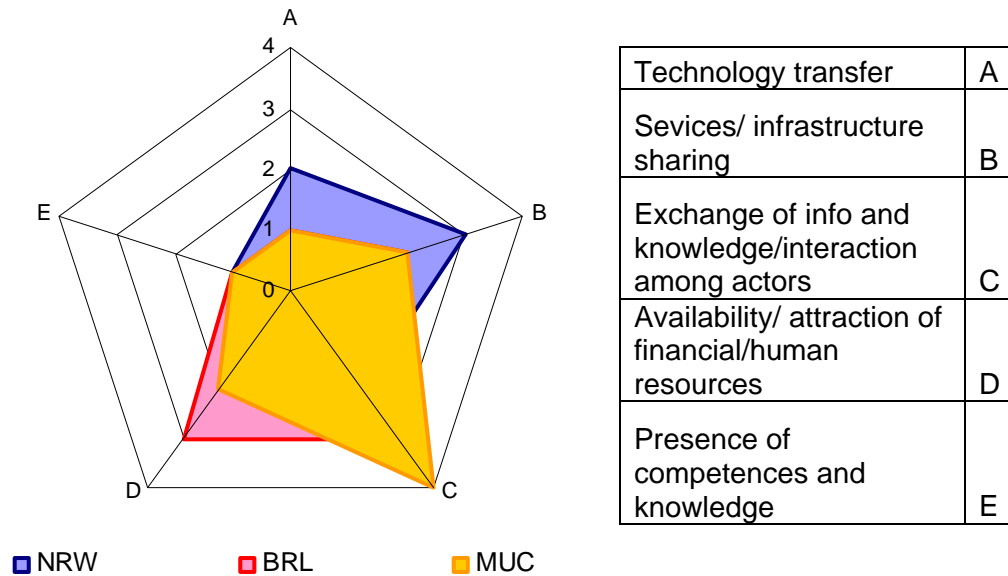 A
4
3
2
1
0
E
B
D
C
NRW
BRL
MUC
Technology transfer A
Sevices/ infrastructure
sharing B
Exchange of info and
knowledge/interaction
among actors C
Availability/ attraction of
financial/human
resources D
Presence of
competences and
knowledge E